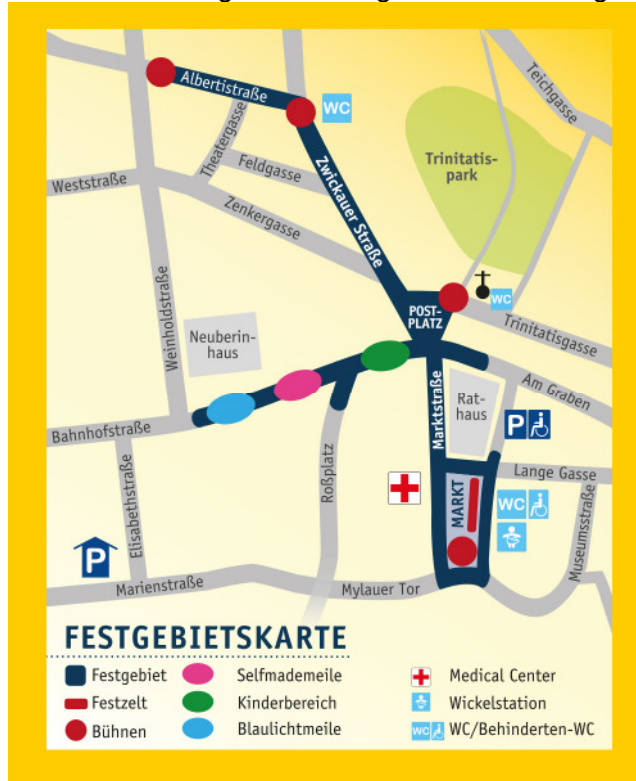 Albertistraße
WC
Teichgasse
Theatergasse
Feldgasse
Trinitatis-
park
Weststraße
Zwickauer Straße
Zenkergasse
Weinholdstraße
POST-
PLATZ
WC
Trinitatisgasse
Neuberin-
haus
Am Graben
Marktstraße
Rat-
haus
P
Bahnhofstraße
Roßplatz
Lange Gasse
Elisabethstraße
MARKT
WC
Museumsstraße
P
Marienstraße
Mylauer Tor
FESTGEBIETSKARTE
Festgebiet
Selfmademeile
Medical Center
Festzelt
Kinderbereich
Wickelstation
Bühnen
Blaulichtmeile
WC
WC/Behinderten-WC